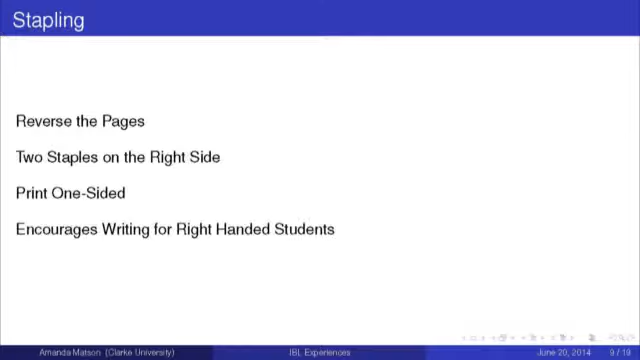 Stapling
Reverse the Pages
Two Staples on the Right Side
Print One-Sided
Encourages Writing for Right Handed Students
Amanda Matson (Clarke University) IBL Experiences June 20, 2014 9 / 19